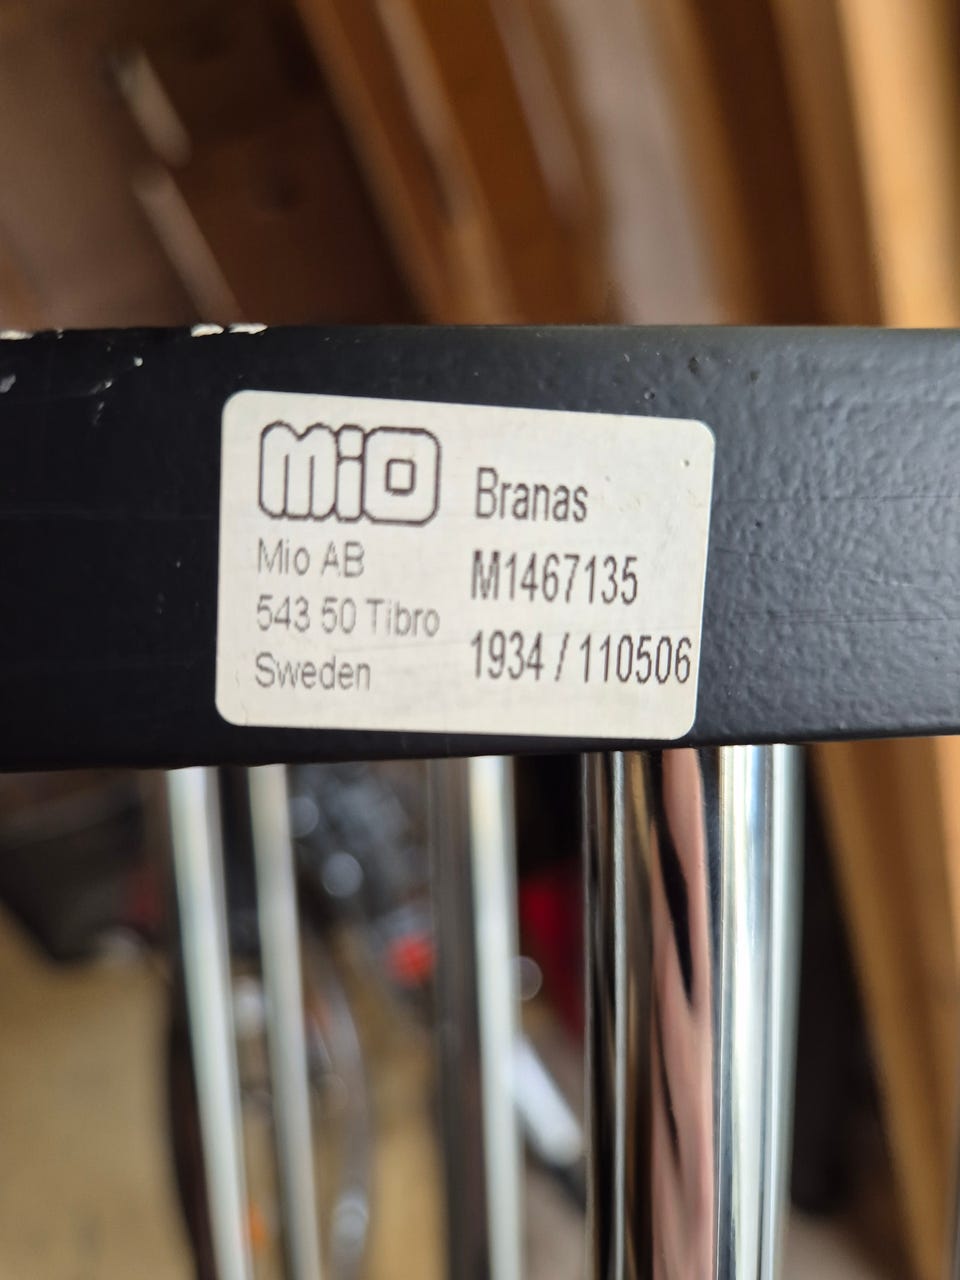 MiO
Mio AB
543 50 Tibro
Sweden
Branas
M1467135
1934 / 110506